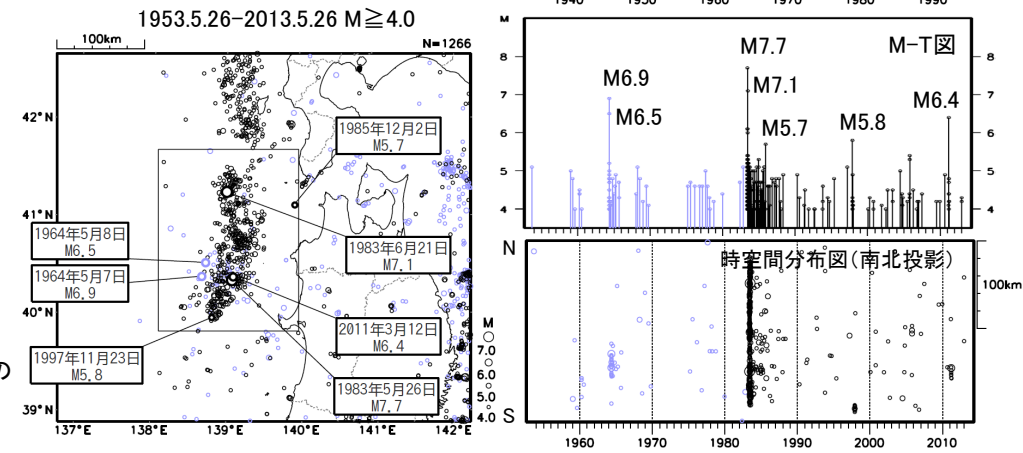 1953.5.26-2013.5.26 M≧4.0
100km
N=1266
42°N
41°N
40°N
39°N
137°E
138°E
139°E
140°E
141°E
142°E
1985年12月2日
M5.7
1964年5月8日
M6.5
1983年6月21日
M7.1
1964年5月7日
M6.9
2011年3月12日
M6.4
1997年11月23日
M5.8
1983年5月26日
M7.7
の
M
7.0
6.0
5.0
4.0
1940 1950 1960 1970 1980 1990
M
M-T図
8
7
6
5
4
8
7
6
5
4
M7.7
M6.9
M7.1
M6.5
M5.7
M5.8
M6.4
N
時空間分布図(南北投影)
100km
S
1960 1970 1980 1990 2000 2010